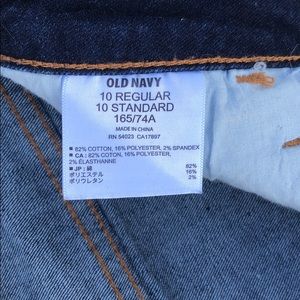 OLD NAVY
10 REGULAR
10 STANDARD
165/74A
MADE IN CHINA
RN 54023 CA17897
■ 82% COTTON, 16% POLYESTER, 2% SPANDEX
■ CA : 82% COTON, 16% POLYESTER,
2% ÉLASTHANNE
■ JP : 綿 82%
ポリエステル 16%
ポリウレタン 2%